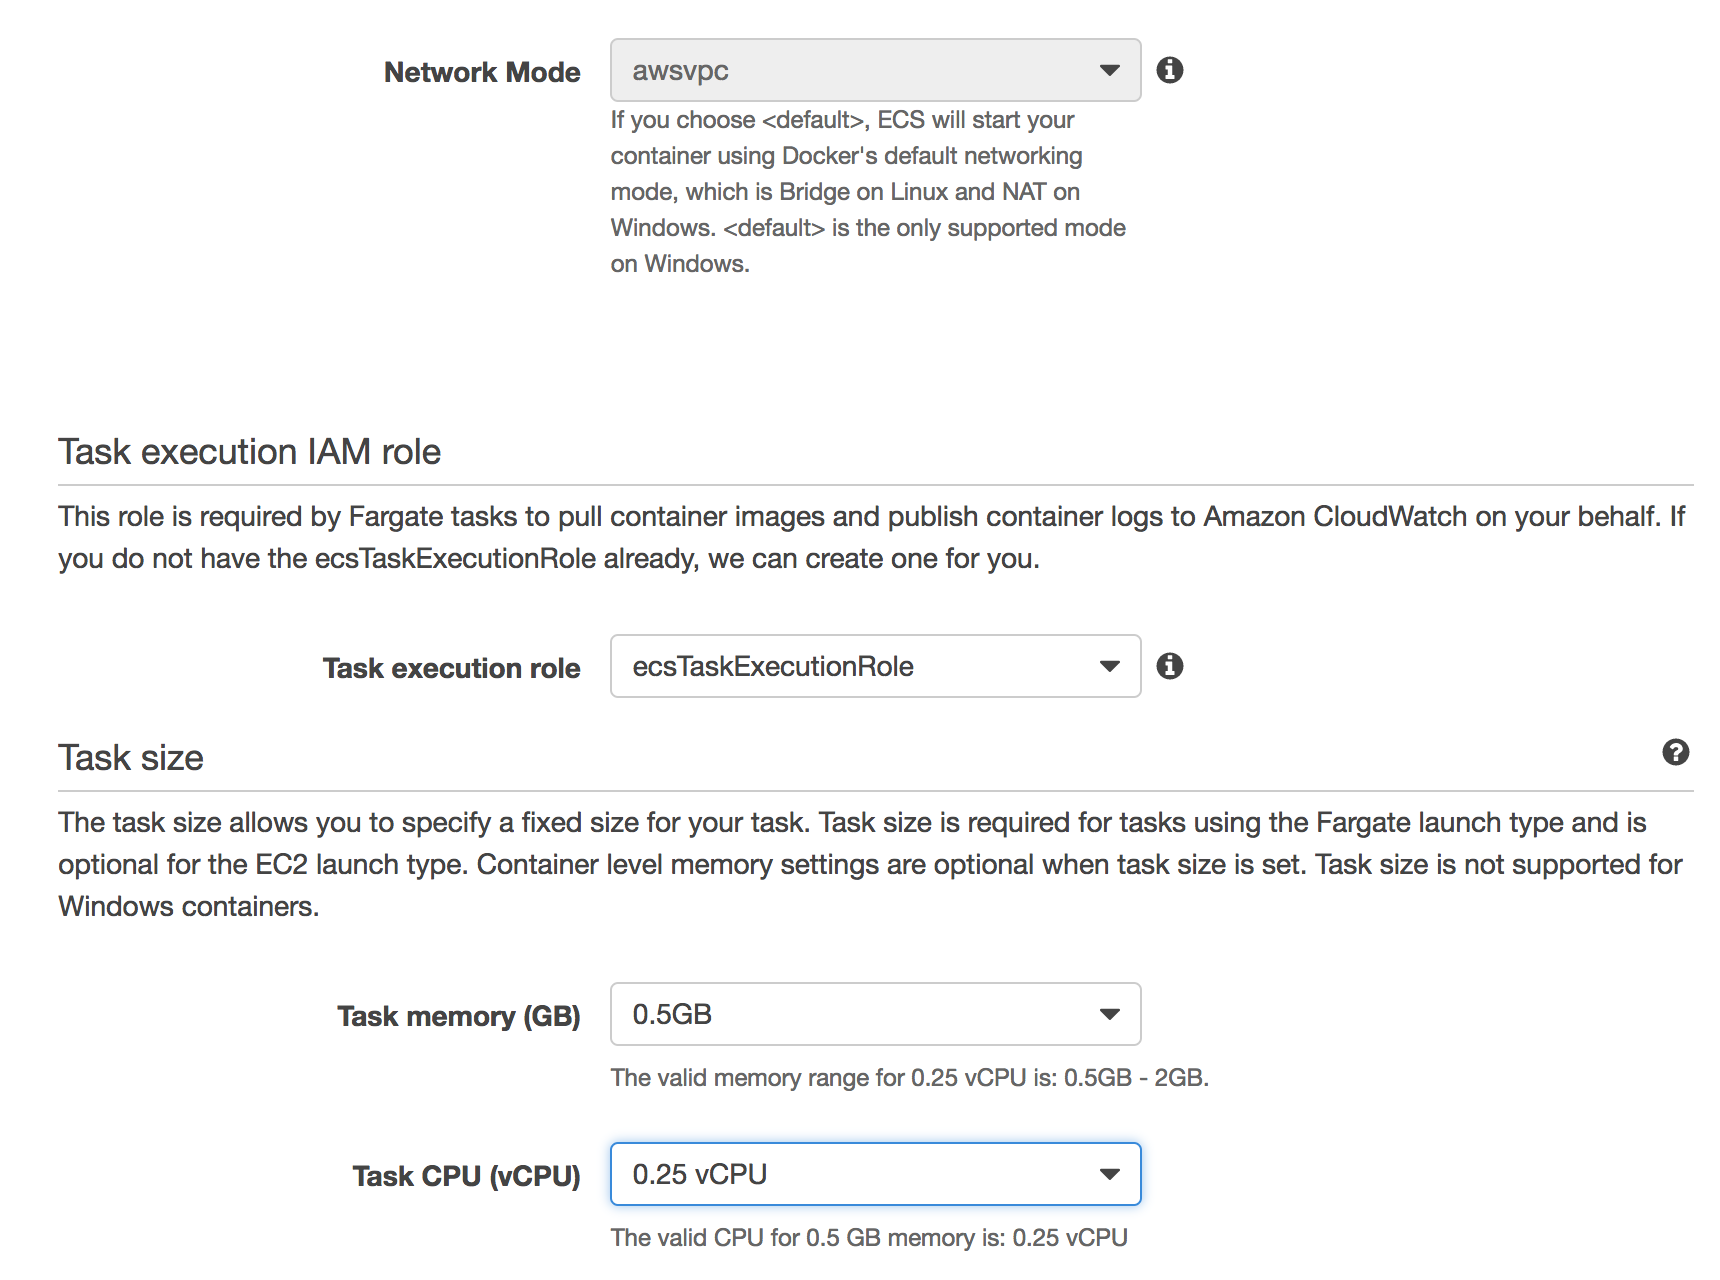 Network Mode
awsvpc
If you choose <default>, ECS will start your
container using Docker's default networking
mode, which is Bridge on Linux and NAT on
Windows. <default> is the only supported mode
on Windows.
Task execution IAM role
This role is required by Fargate tasks to pull container images and publish container logs to Amazon CloudWatch on your behalf. If
you do not have the ecsTaskExecutionRole already, we can create one for you.
Task execution role
ecsTaskExecutionRole
Task size
The task size allows you to specify a fixed size for your task. Task size is required for tasks using the Fargate launch type and is
optional for the EC2 launch type. Container level memory settings are optional when task size is set. Task size is not supported for
Windows containers.
Task memory (GB)
0.5GB
The valid memory range for 0.25 vCPU is: 0.5GB - 2GB.
Task CPU (vCPU)
0.25 vCPU
The valid CPU for 0.5 GB memory is: 0.25 vCPU